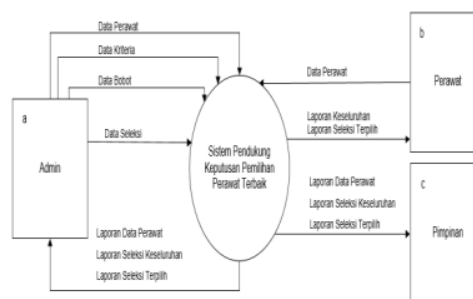 Data Perawat
Data Kriteria
Data Bobot
a
Admin
Data Seleksi
Sistem Pendukung
Keputusan Pemilihan
Perawat Terbaik
b
Perawat
Data Perawat
Laporan Keseluruhan
Laporan Seleksi Terpilih
c
Pimpinan
Laporan Data Perawat
Laporan Seleksi Keseluruhan
Laporan Seleksi Terpilih
Laporan Data Perawat
Laporan Seleksi Keseluruhan
Laporan Seleksi Terpilih